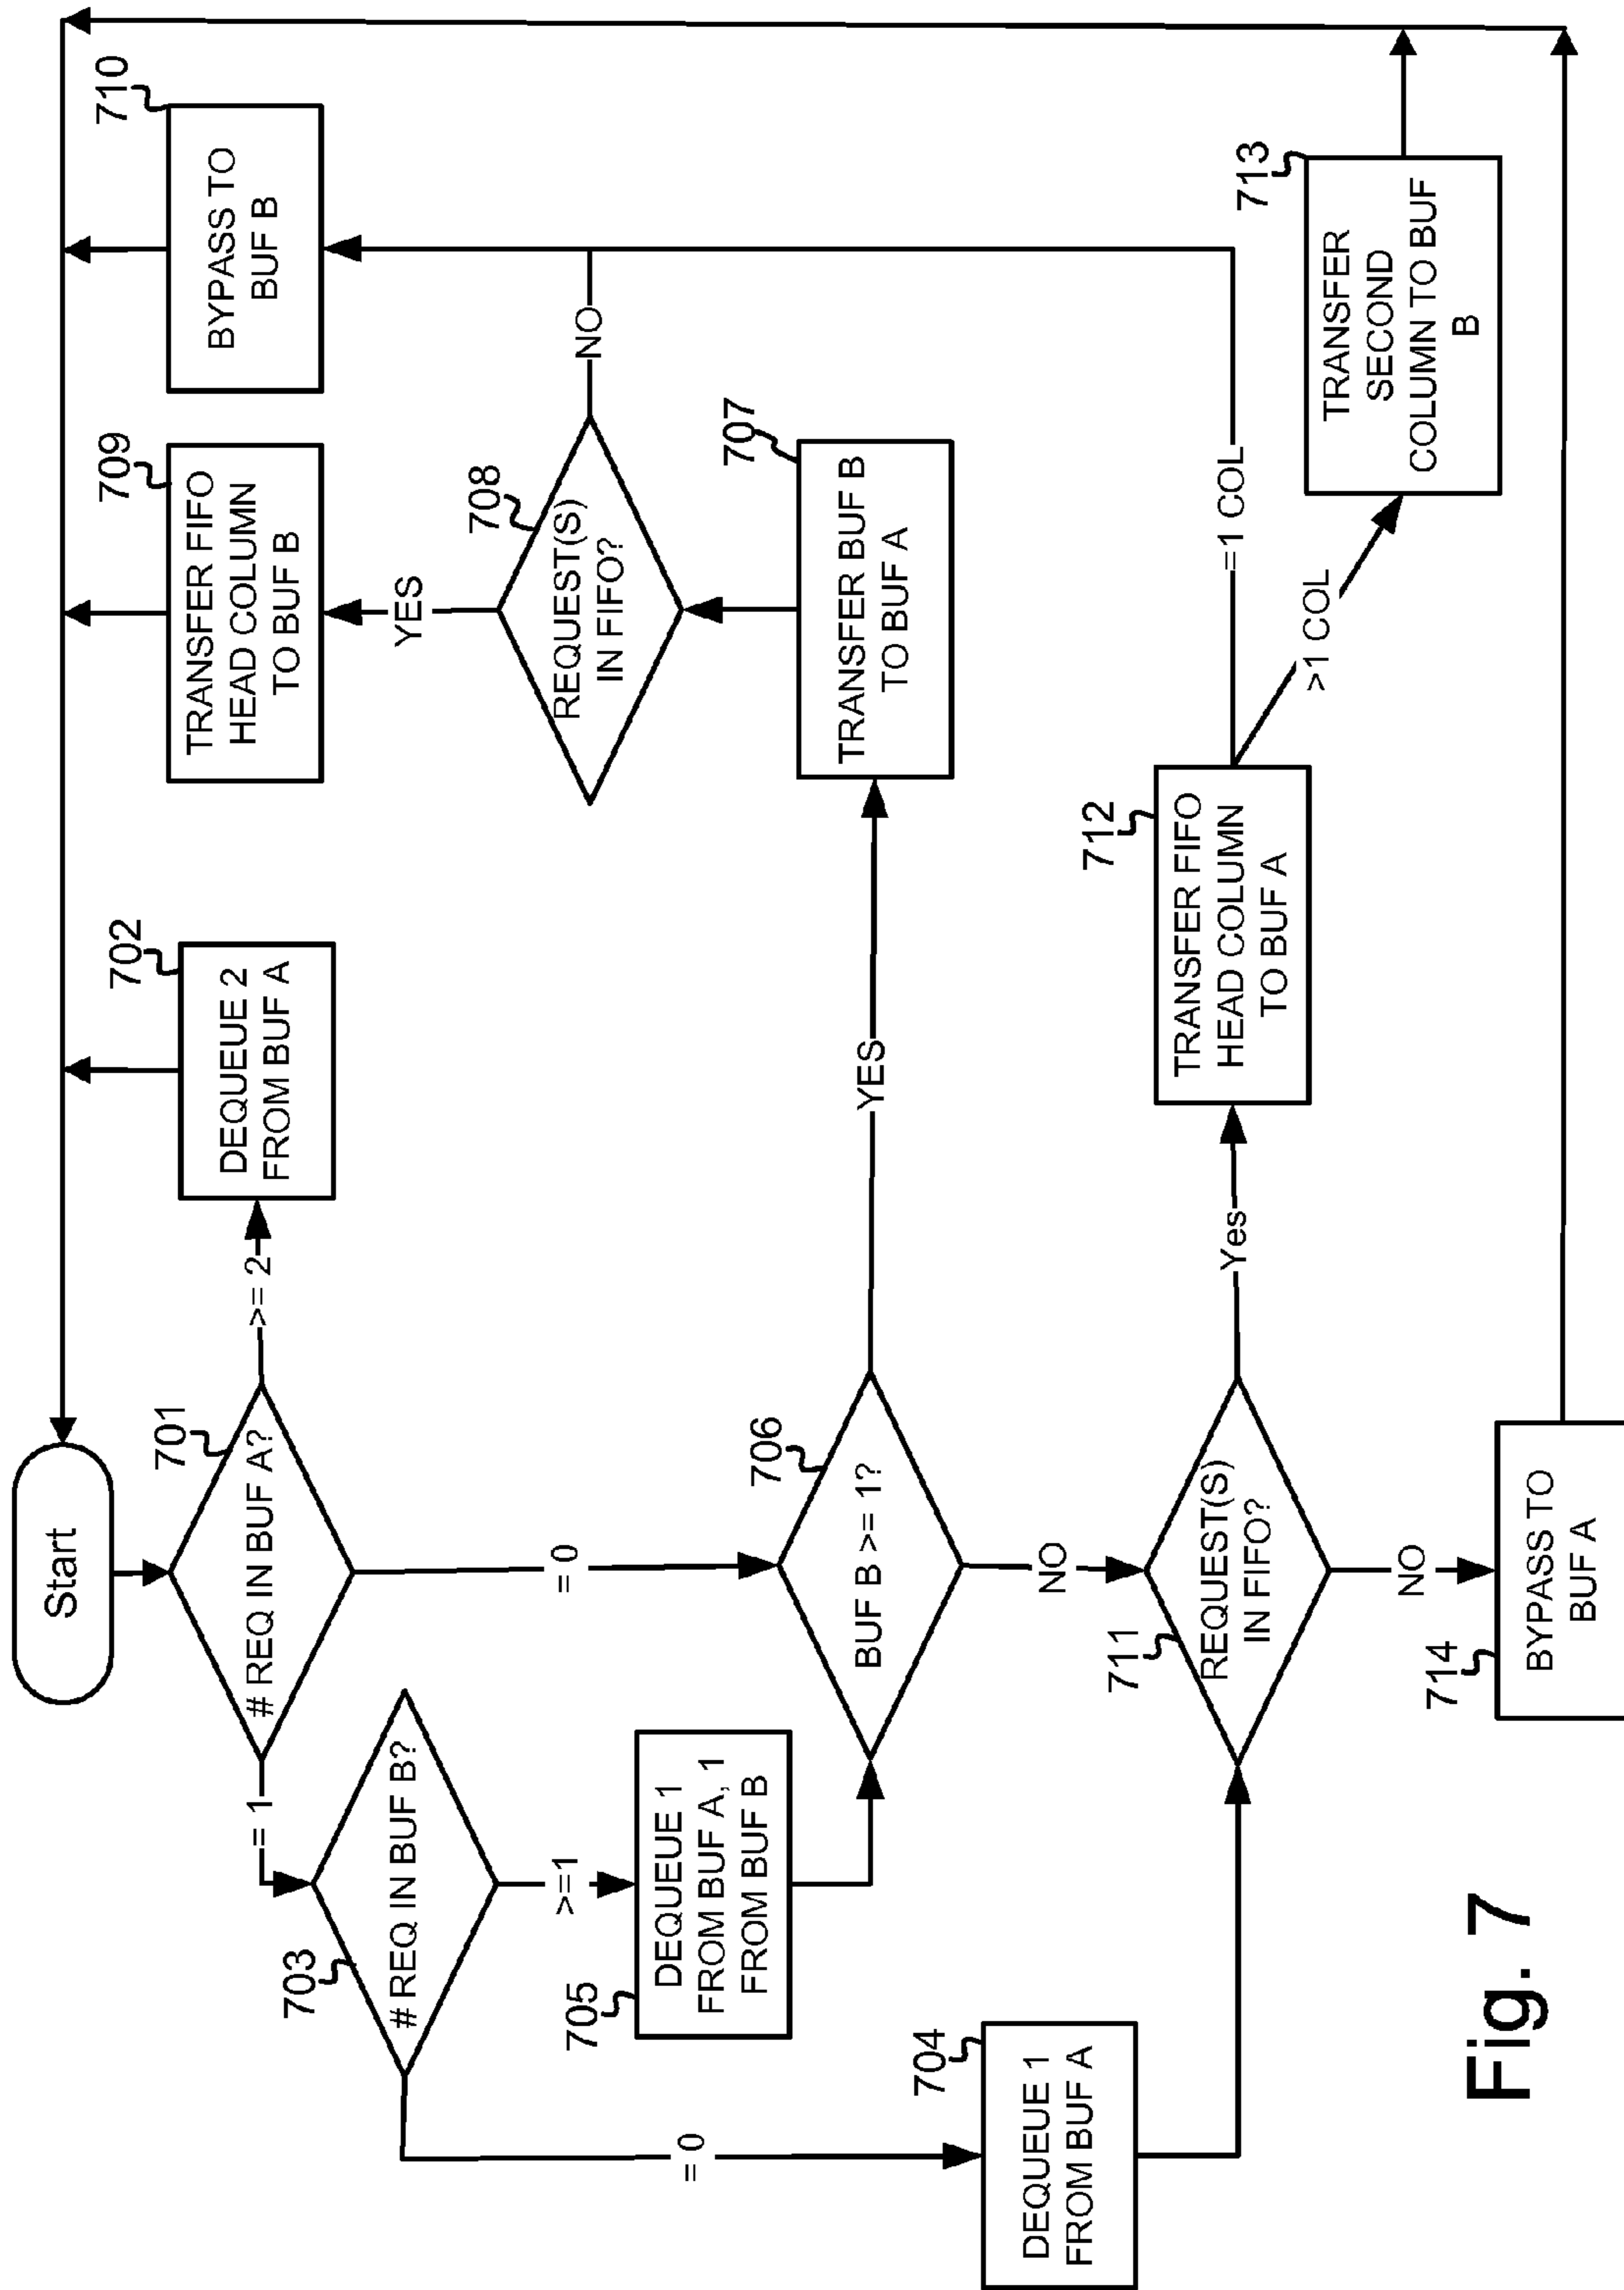 Start
701
# REQ IN BUF A?
>= 2
702
DEQUEUE 2
FROM BUF A
= 1
= 0
703
# REQ IN BUF B?
>=1
705
DEQUEUE 1
FROM BUF A, 1
FROM BUF B
= 0
704
DEQUEUE 1
FROM BUF A
706
BUF B >= 1?
YES
NO
707
TRANSFER BUF B
TO BUF A
708
REQUEST(S)
IN FIFO?
YES
NO
709
TRANSFER FIFO
HEAD COLUMN
TO BUF B
710
BYPASS TO
BUF B
711
REQUEST(S)
IN FIFO?
Yes
NO
712
TRANSFER FIFO
HEAD COLUMN
TO BUF A
=1 COL
>1 COL
713
TRANSFER
SECOND
COLUMN TO BUF
B
714
BYPASS TO
BUF A
Fig. 7